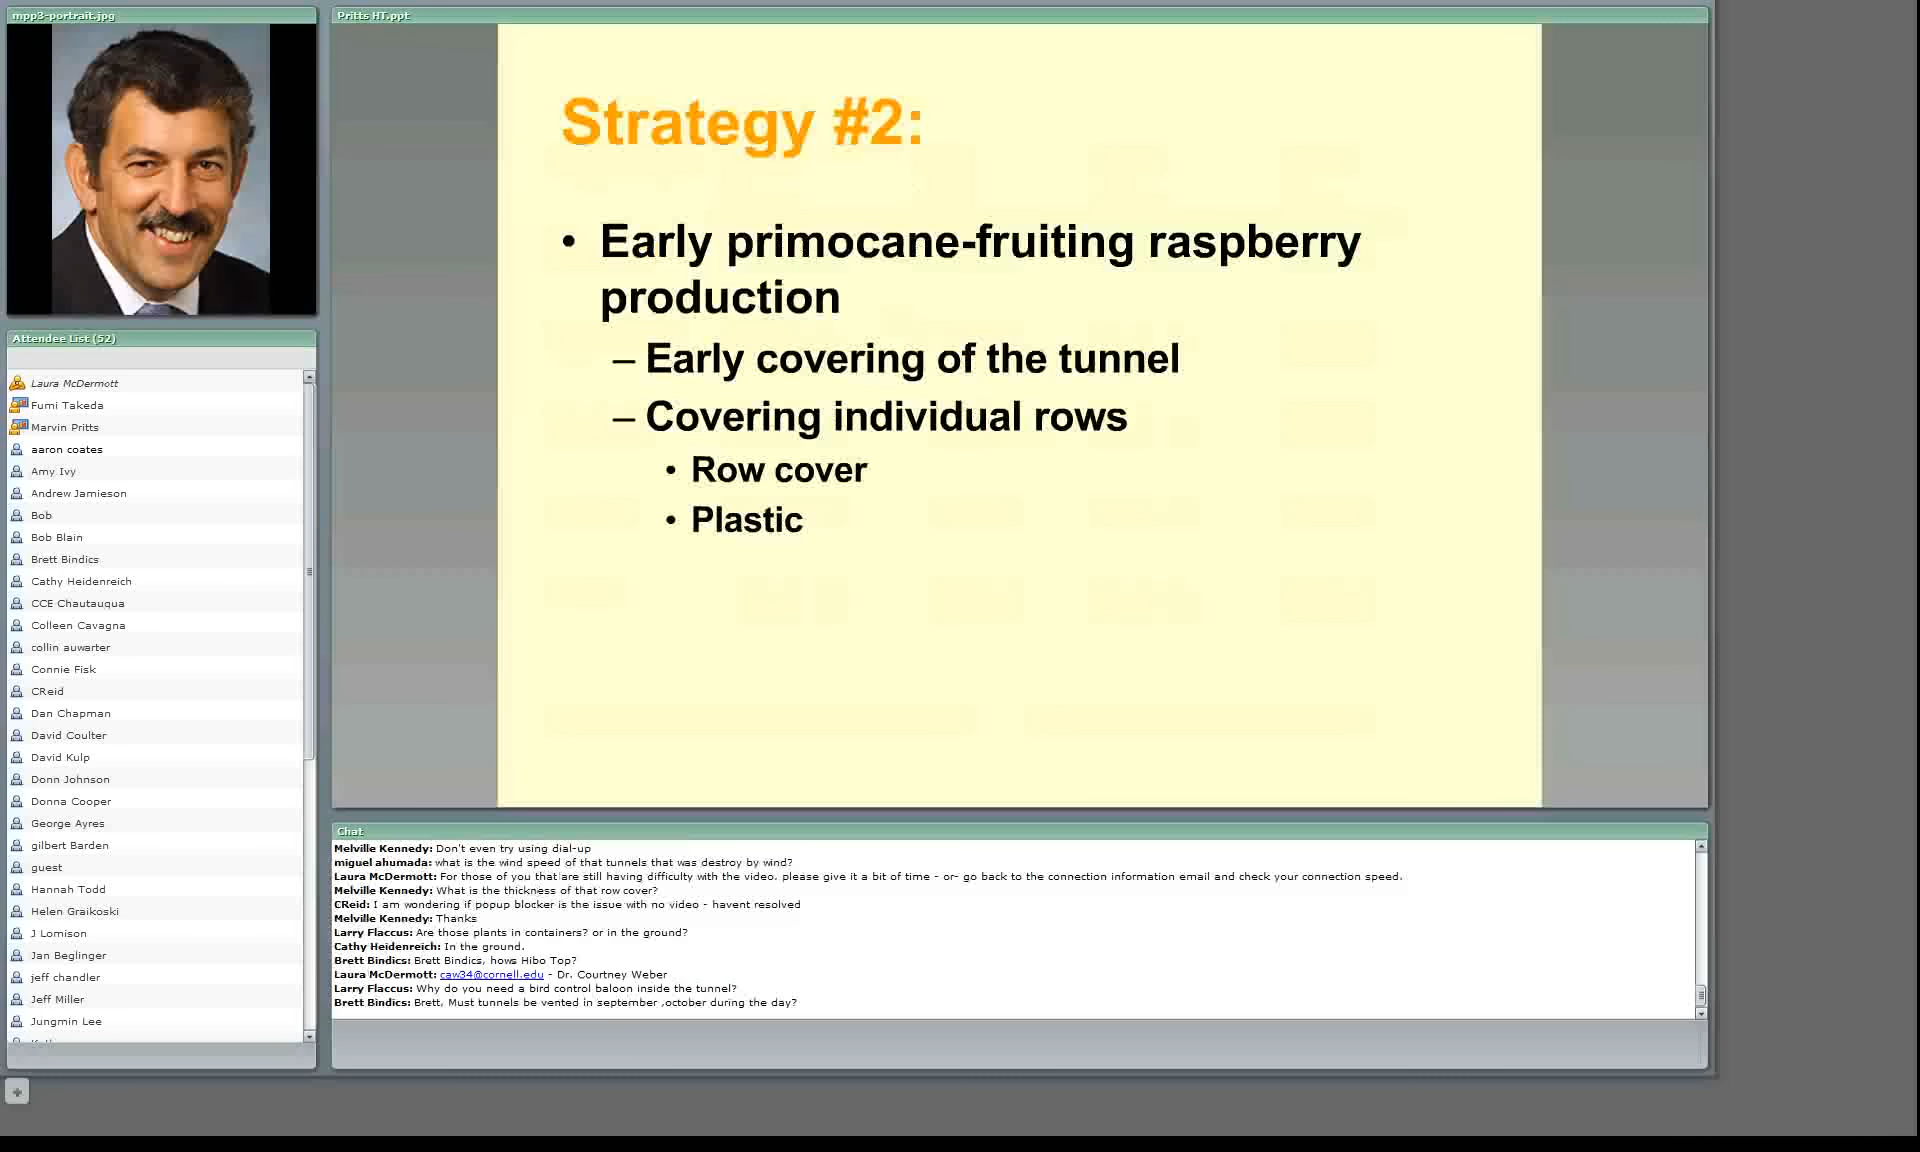 mpp3-portrait.jpg
Pritts HT.ppt
Strategy #2:
• Early primocane-fruiting raspberry
production
– Early covering of the tunnel
– Covering individual rows
• Row cover
• Plastic
Attendee List (52)
Laura McDermott
Fumi Takeda
Marvin Pritts
aaron coates
Amy Ivy
Andrew Jamieson
Bob
Bob Blain
Brett Bindics
Cathy Heidenreich
CCE Chautauqua
Colleen Cavagna
collin auwarter
Connie Fisk
CReid
Dan Chapman
David Coulter
David Kulp
Donn Johnson
Donna Cooper
George Ayres
gilbert Barden
guest
Hannah Todd
Helen Graikoski
J Lomison
Jan Beglinger
jeff chandler
Jeff Miller
Jungmin Lee
Chat
Melville Kennedy: Don't even try using dial-up
miguel ahumada: what is the wind speed of that tunnels that was destroy by wind?
Laura McDermott: For those of you that are still having difficulty with the video. please give it a bit of time - or- go back to the connection information email and check your connection speed.
Melville Kennedy: What is the thickness of that row cover?
CReid: I am wondering if popup blocker is the issue with no video - havent resolved
Melville Kennedy: Thanks
Larry Flaccus: Are those plants in containers? or in the ground?
Cathy Heidenreich: In the ground.
Brett Bindics: Brett Bindics, hows Hibo Top?
Laura McDermott: caw34@cornell.edu - Dr. Courtney Weber
Larry Flaccus: Why do you need a bird control baloon inside the tunnel?
Brett Bindics: Brett, Must tunnels be vented in september ,october during the day?